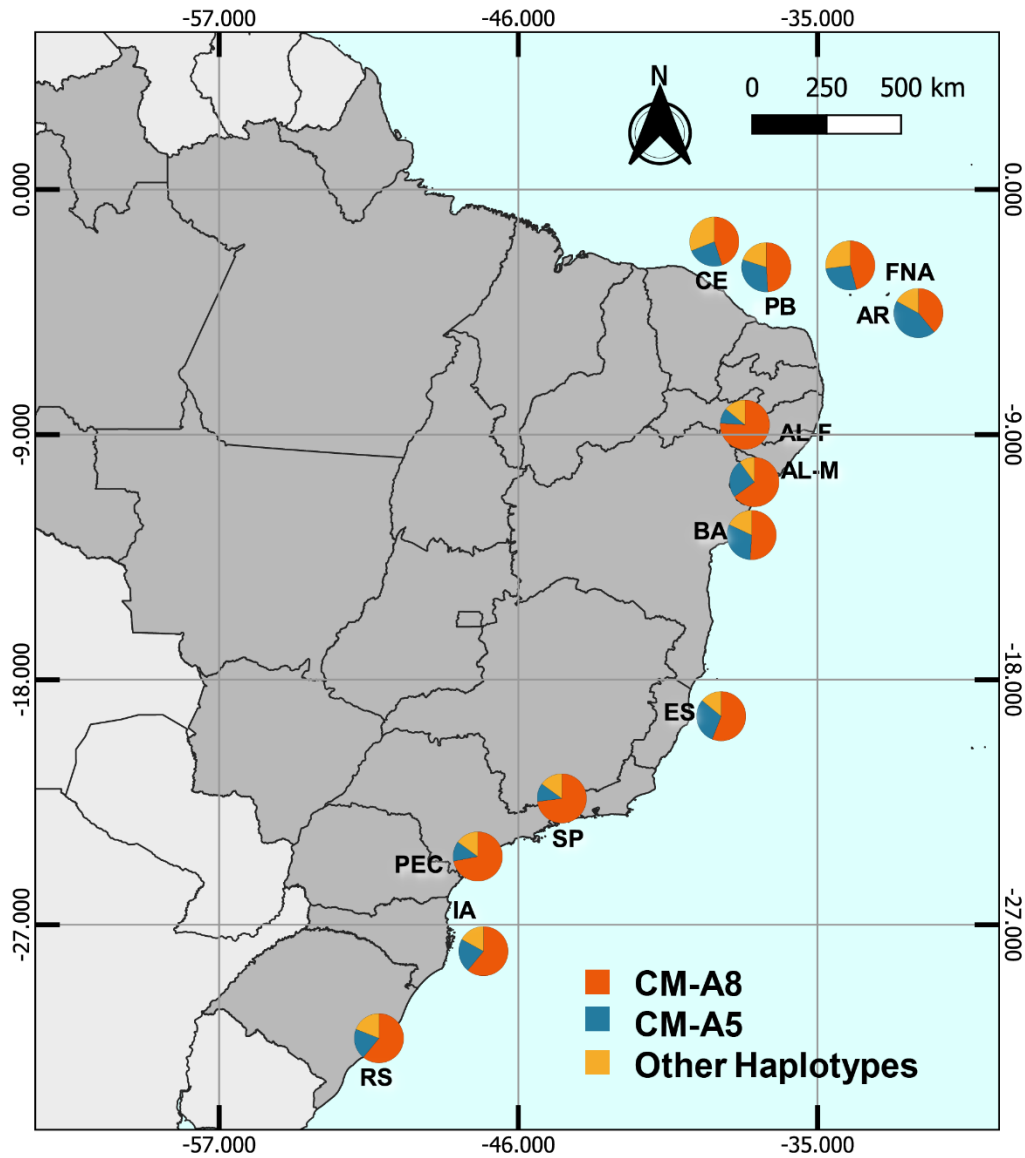 -57.000 -46.000 -35.000
N
0 250 500 km
0.000 0.000
CE
PB
FNA
AR
-9.000 -9.000
AL-F
AL-M
BA
-18.000 -18.000
ES
SP
PEC
IA
-27.000 -27.000
CM-A8
CM-A5
Other Haplotypes
RS
-57.000 -46.000 -35.000